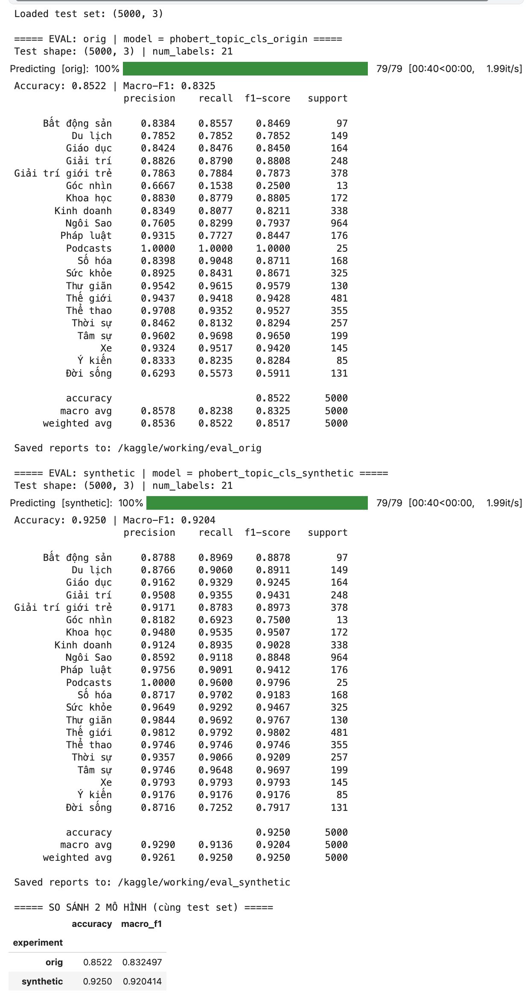 Loaded test set: (5000, 3)
===== EVAL: orig | model = phobert_topic_cls_origin =====
Test shape: (5000, 3) | num_labels: 21
Predicting [orig]: 100% 79/79 [00:40<00:00, 1.99it/s]
Accuracy: 0.8522 | Macro-F1: 0.8325
precision recall f1-score support
Bất động sản 0.8384 0.8557 0.8469 97
Du lịch 0.7852 0.7852 0.7852 149
Giáo dục 0.8424 0.8476 0.8450 164
Giải trí 0.8826 0.8790 0.8808 248
Giải trí giới trẻ 0.7863 0.7884 0.7873 378
Góc nhìn 0.6667 0.1538 0.2500 13
Khoa học 0.8830 0.8779 0.8805 172
Kinh doanh 0.8349 0.8077 0.8211 338
Ngôi Sao 0.7605 0.8299 0.7937 964
Pháp luật 0.9315 0.7727 0.8447 176
Podcasts 1.0000 1.0000 1.0000 25
Số hóa 0.8398 0.9048 0.8711 168
Sức khỏe 0.8925 0.8431 0.8671 325
Thư giãn 0.9542 0.9615 0.9579 130
Thế giới 0.9437 0.9418 0.9428 481
Thể thao 0.9708 0.9352 0.9527 355
Thời sự 0.8462 0.8132 0.8294 257
Tâm sự 0.9602 0.9698 0.9650 199
Xe 0.9324 0.9517 0.9420 145
Ý kiến 0.8333 0.8235 0.8284 85
Đời sống 0.6293 0.5573 0.5911 131
accuracy 0.8522 5000
macro avg 0.8578 0.8238 0.8325 5000
weighted avg 0.8536 0.8522 0.8517 5000
Saved reports to: /kaggle/working/eval_orig
===== EVAL: synthetic | model = phobert_topic_cls_synthetic =====
Test shape: (5000, 3) | num_labels: 21
Predicting [synthetic]: 100% 79/79 [00:40<00:00, 1.99it/s]
Accuracy: 0.9250 | Macro-F1: 0.9204
precision recall f1-score support
Bất động sản 0.8788 0.8969 0.8878 97
Du lịch 0.8766 0.9060 0.8911 149
Giáo dục 0.9162 0.9329 0.9245 164
Giải trí 0.9508 0.9355 0.9431 248
Giải trí giới trẻ 0.9171 0.8783 0.8973 378
Góc nhìn 0.8182 0.6923 0.7500 13
Khoa học 0.9480 0.9535 0.9507 172
Kinh doanh 0.9124 0.8935 0.9028 338
Ngôi Sao 0.8592 0.9118 0.8848 964
Pháp luật 0.9756 0.9091 0.9412 176
Podcasts 1.0000 0.9600 0.9796 25
Số hóa 0.8717 0.9702 0.9183 168
Sức khỏe 0.9649 0.9292 0.9467 325
Thư giãn 0.9844 0.9692 0.9767 130
Thế giới 0.9812 0.9792 0.9802 481
Thể thao 0.9746 0.9746 0.9746 355
Thời sự 0.9357 0.9066 0.9209 257
Tâm sự 0.9746 0.9648 0.9697 199
Xe 0.9793 0.9793 0.9793 145
Ý kiến 0.9176 0.9176 0.9176 85
Đời sống 0.8716 0.7252 0.7917 131
accuracy 0.9250 5000
macro avg 0.9290 0.9136 0.9204 5000
weighted avg 0.9261 0.9250 0.9250 5000
Saved reports to: /kaggle/working/eval_synthetic
===== SO SÁNH 2 MÔ HÌNH (cùng test set) =====
accuracy macro_f1
experiment
orig 0.8522 0.832497
synthetic 0.9250 0.920414